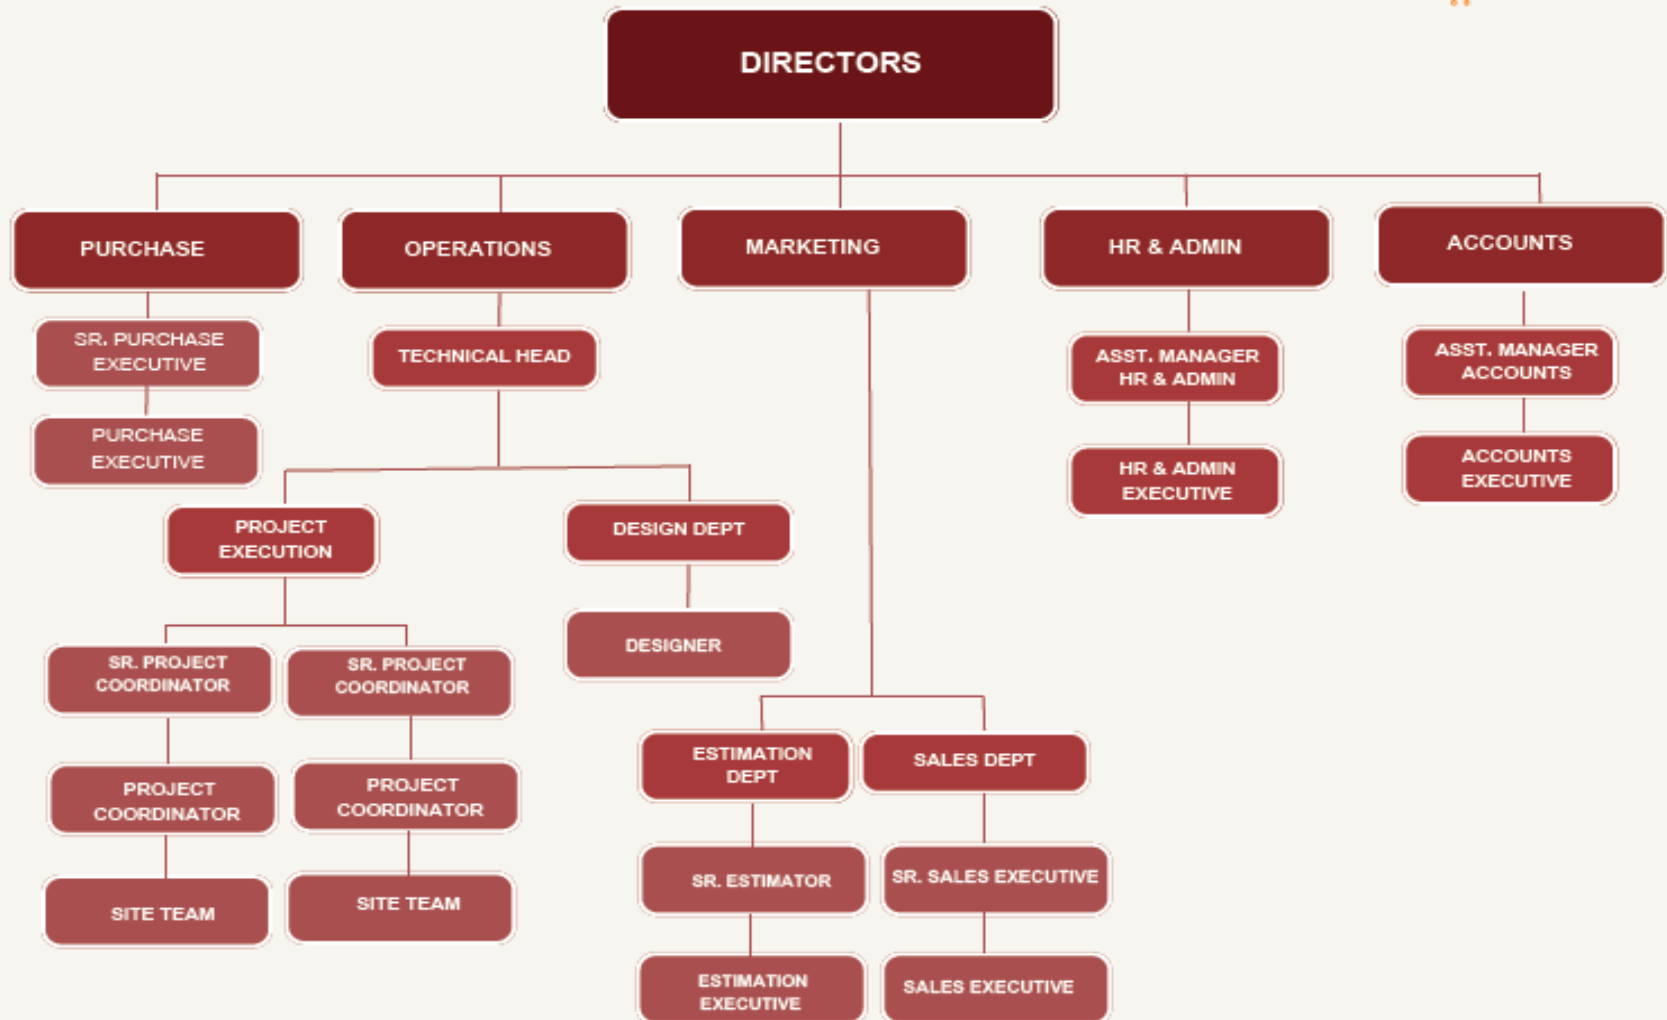 DIRECTORS
PURCHASE
OPERATIONS
MARKETING
HR & ADMIN
ACCOUNTS
SR. PURCHASE
EXECUTIVE
PURCHASE
EXECUTIVE
TECHNICAL HEAD
PROJECT
EXECUTION
DESIGN DEPT
DESIGNER
SR. PROJECT
COORDINATOR
PROJECT
COORDINATOR
SITE TEAM
SR. PROJECT
COORDINATOR
PROJECT
COORDINATOR
SITE TEAM
ESTIMATION
DEPT
SR. ESTIMATOR
ESTIMATION
EXECUTIVE
SALES DEPT
SR. SALES EXECUTIVE
SALES EXECUTIVE
ASST. MANAGER
HR & ADMIN
HR & ADMIN
EXECUTIVE
ASST. MANAGER
ACCOUNTS
ACCOUNTS
EXECUTIVE